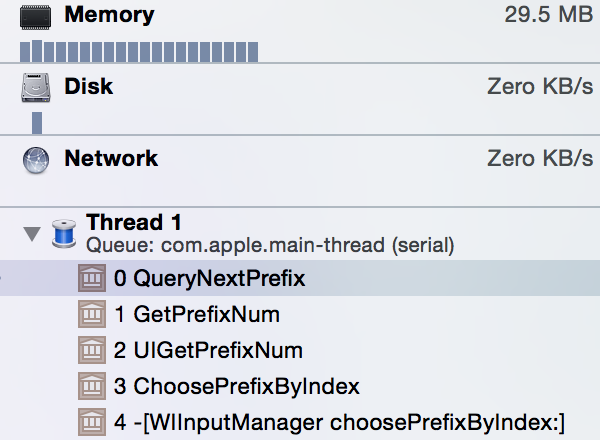 Memory 29.5 MB
Disk Zero KB/s
Network Zero KB/s
Thread 1
Queue: com.apple.main-thread (serial)
0 QueryNextPrefix
1 GetPrefixNum
2 UIGetPrefixNum
3 ChoosePrefixByIndex
4 -[WIInputManager choosePrefixByIndex:]